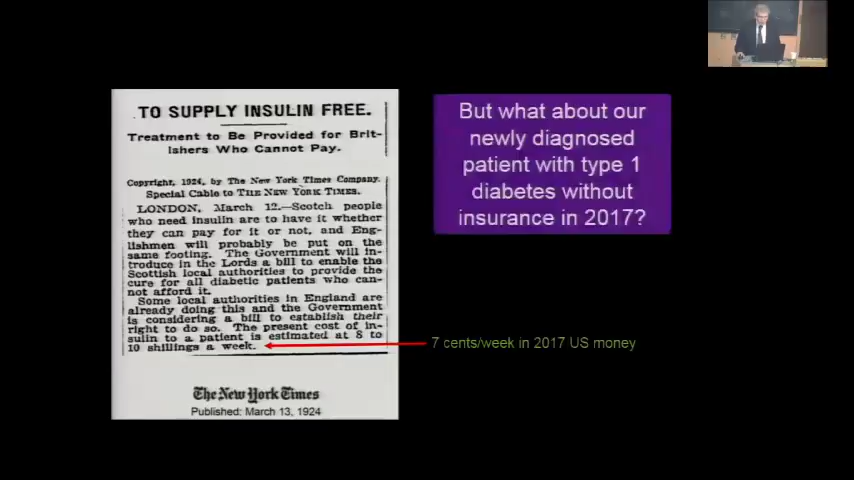 TO SUPPLY INSULIN FREE.
Treatment to Be Provided for Brit-
ishers Who Cannot Pay.
Copyright, 1924, by The New York Times Company.
Special Cable to THE NEW YORK TIMES.
LONDON, March 12.—Scotch people
who need insulin are to have it whether
they can pay for it or not, and Eng-
lishmen will probably be put on the
same footing. The Government will in-
troduce in the Lords a bill to enable the
Scottish local authorities to provide the
cure for all diabetic patients who can-
not afford it.
Some local authorities in England are
already doing this and the Government
is considering a bill to establish their
right to do so. The present cost of in-
sulin to a patient is estimated at 8 to
10 shillings a week.
The New York Times
Published: March 13, 1924
But what about our
newly diagnosed
patient with type 1
diabetes without
insurance in 2017?
7 cents/week in 2017 US money